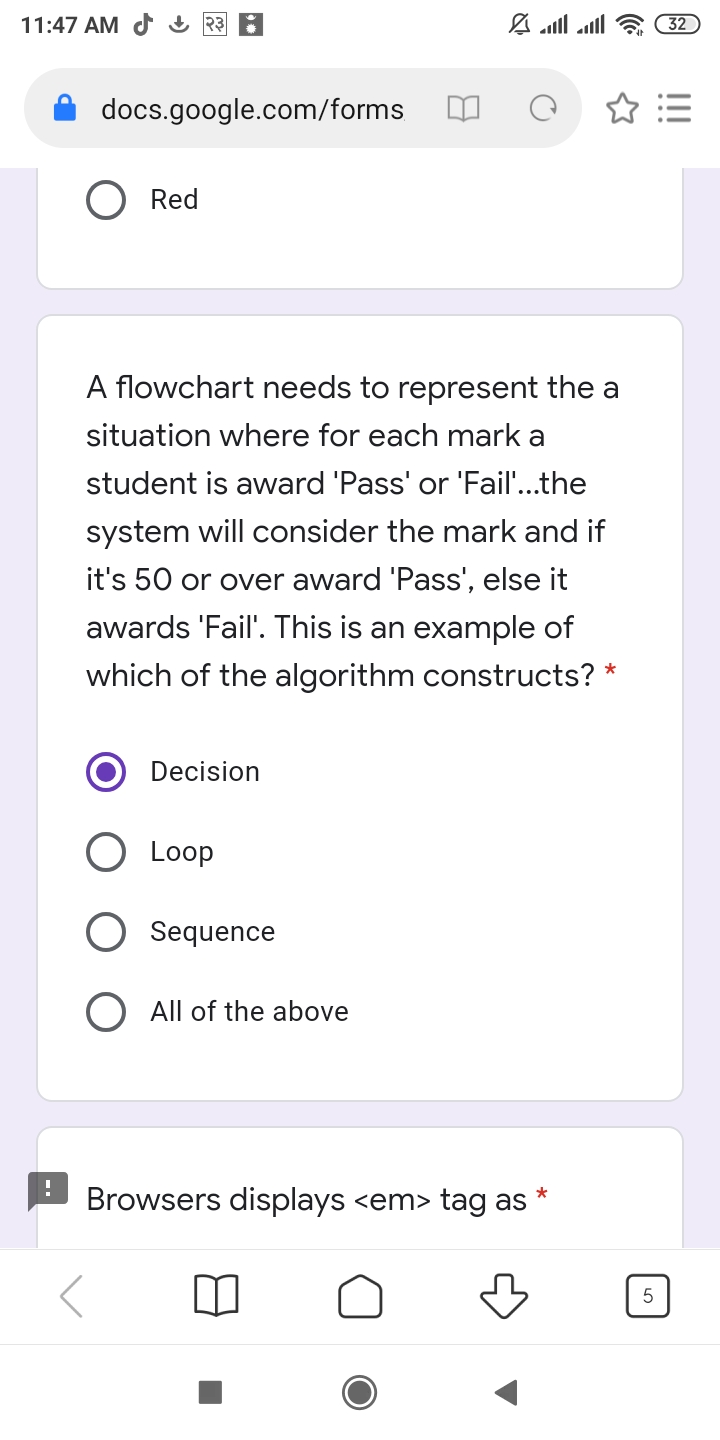 11:47 AM
२३
32
docs.google.com/forms
Red
A flowchart needs to represent the a
situation where for each mark a
student is award 'Pass' or 'Fail'...the
system will consider the mark and if
it's 50 or over award 'Pass', else it
awards 'Fail'. This is an example of
which of the algorithm constructs? *
Decision
Loop
Sequence
All of the above
Browsers displays <em> tag as *
5